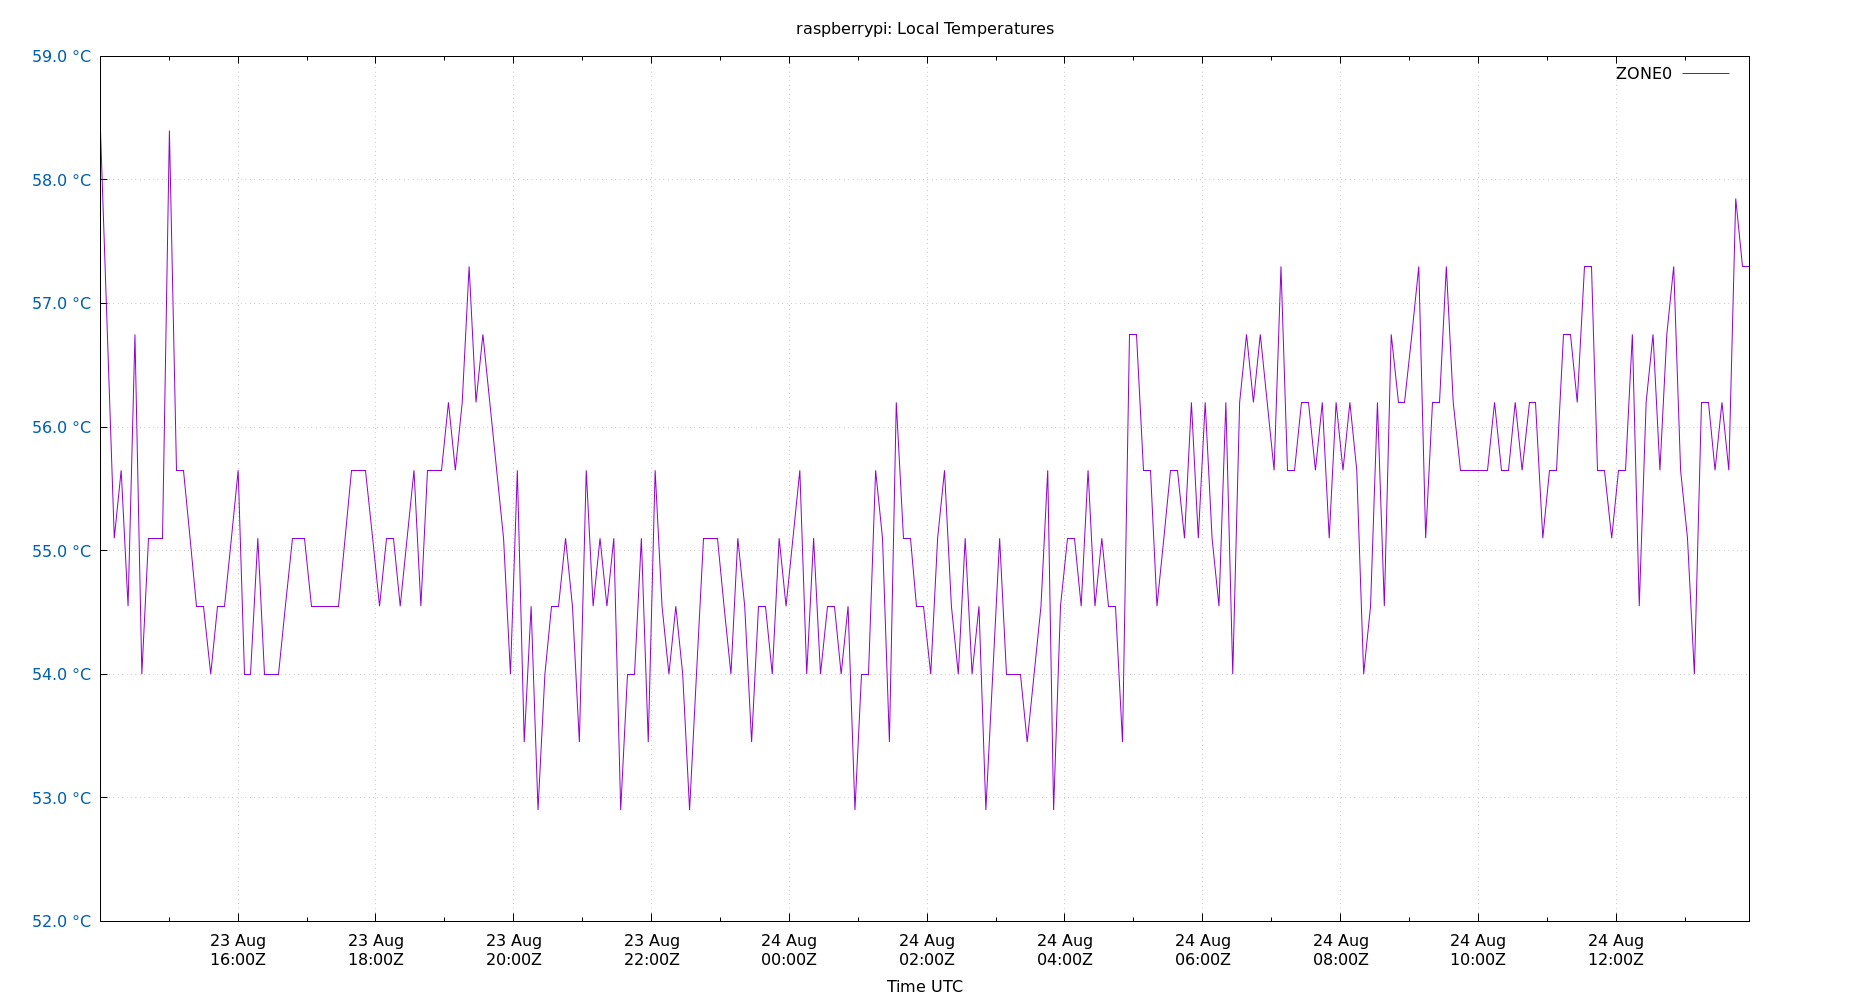 raspberrypi: Local Temperatures
59.0 °C
ZONE0
58.0 °C
57.0 °C
56.0 °C
55.0 °C
54.0 °C
53.0 °C
52.0 °C
23 Aug 23 Aug 23 Aug 23 Aug 24 Aug 24 Aug 24 Aug 24 Aug 24 Aug 24 Aug 24 Aug
16:00Z 18:00Z 20:00Z 22:00Z 00:00Z 02:00Z 04:00Z 06:00Z 08:00Z 10:00Z 12:00Z
Time UTC